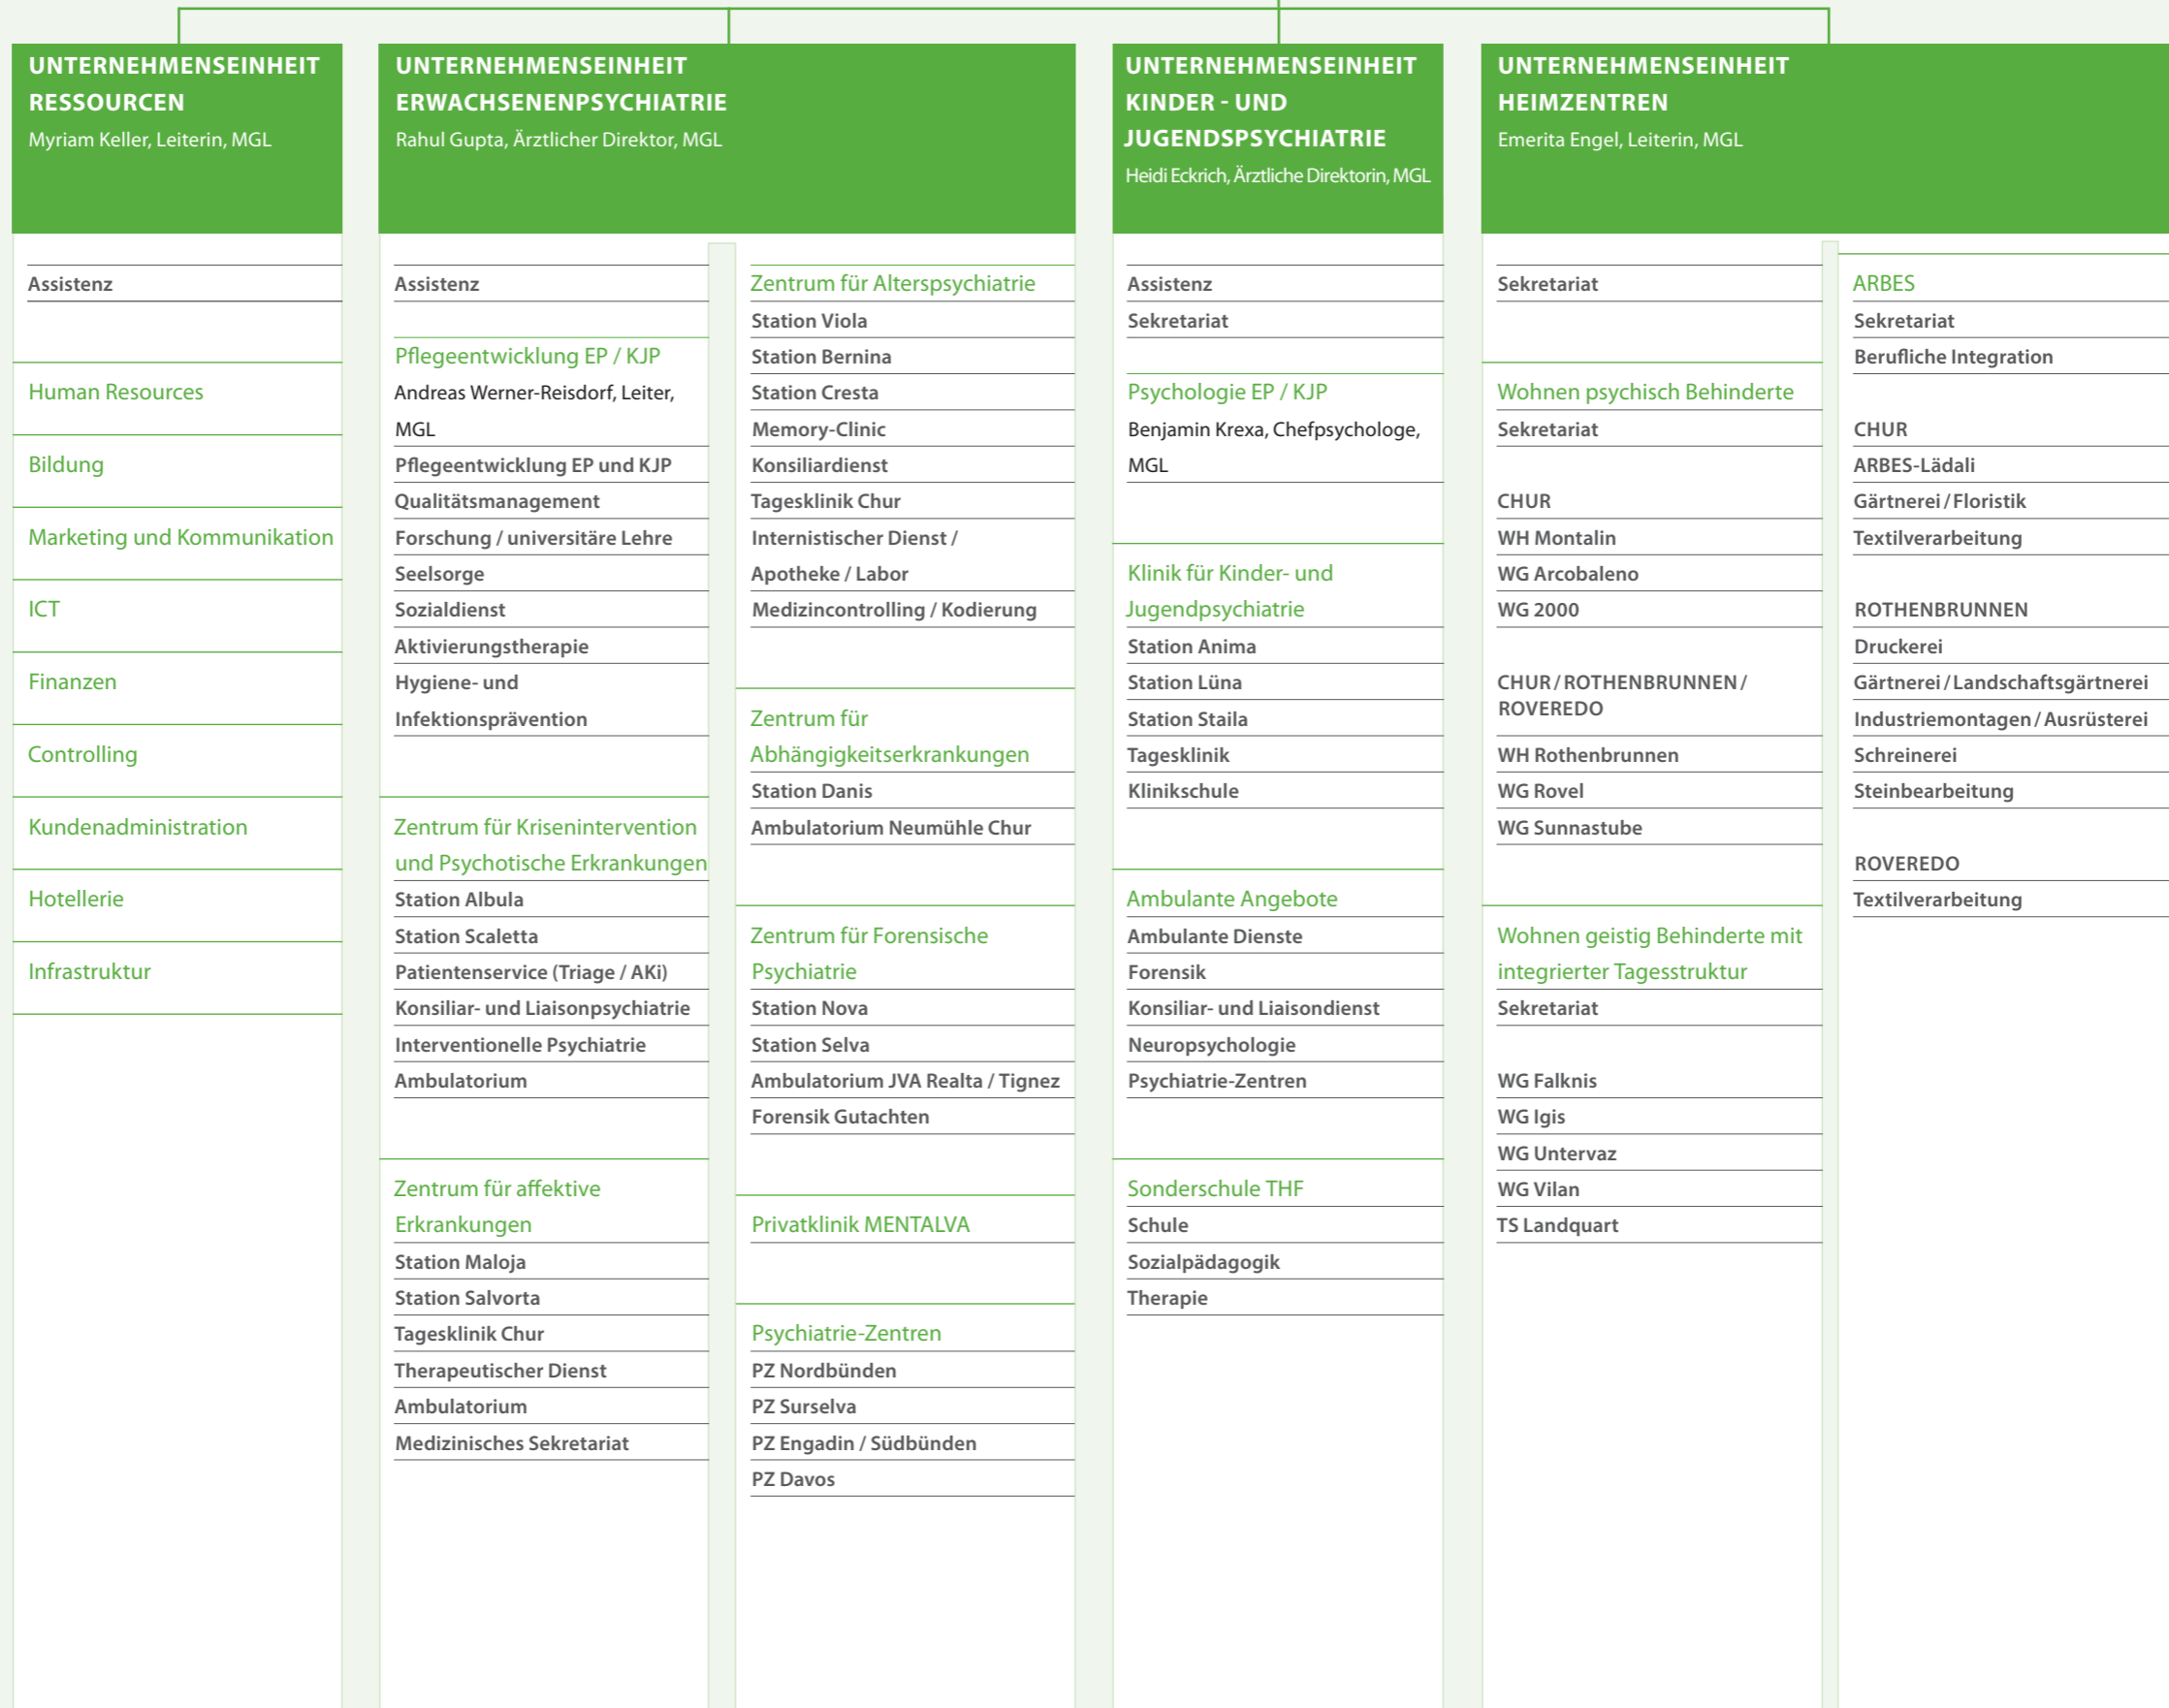 UNTERNEHMENSEINHEIT
RESSOURCEN
Myriam Keller, Leiterin, MGL
Assistenz
Human Resources
Bildung
Marketing und Kommunikation
ICT
Finanzen
Controlling
Kundenadministration
Hotellerie
Infrastruktur
UNTERNEHMENSEINHEIT
ERWACHSENENPSYCHIATRIE
Rahul Gupta, Ärztlicher Direktor, MGL
Assistenz
Pflegeentwicklung EP / KJP
Andreas Werner-Reisdorf, Leiter,
MGL
Pflegeentwicklung EP und KJP
Qualitätsmanagement
Forschung / universitäre Lehre
Seelsorge
Sozialdienst
Aktivierungstherapie
Hygiene- und
Infektionsprävention
Zentrum für Krisenintervention
und Psychotische Erkrankungen
Station Albula
Station Scaletta
Patientenservice (Triage / AKi)
Konsiliar- und Liaisonpsychiatrie
Interventionelle Psychiatrie
Ambulatorium
Zentrum für affektive
Erkrankungen
Station Maloja
Station Salvorta
Tagesklinik Chur
Therapeutischer Dienst
Ambulatorium
Medizinisches Sekretariat
Zentrum für Alterspsychiatrie
Station Viola
Station Bernina
Station Cresta
Memory-Clinic
Konsiliardienst
Tagesklinik Chur
Internistischer Dienst /
Apotheke / Labor
Medizincontrolling / Kodierung
Zentrum für
Abhängigkeitserkrankungen
Station Danis
Ambulatorium Neumühle Chur
Zentrum für Forensische
Psychiatrie
Station Nova
Station Selva
Ambulatorium JVA Realta / Tignez
Forensik Gutachten
Privatklinik MENTALVA
Psychiatrie-Zentren
PZ Nordbünden
PZ Surselva
PZ Engadin / Südbünden
PZ Davos
UNTERNEHMENSEINHEIT
KINDER - UND
JUGENDSPSYCHIATRIE
Heidi Eckrich, Ärztliche Direktorin, MGL
Assistenz
Sekretariat
Psychologie EP / KJP
Benjamin Krexa, Chefpsychologe,
MGL
Klinik für Kinder- und
Jugendpsychiatrie
Station Anima
Station Lüna
Station Staila
Tagesklinik
Klinikschule
Ambulante Angebote
Ambulante Dienste
Forensik
Konsiliar- und Liaisondienst
Neuropsychologie
Psychiatrie-Zentren
Sonderschule THF
Schule
Sozialpädagogik
Therapie
UNTERNEHMENSEINHEIT
HEIMZENTREN
Emerita Engel, Leiterin, MGL
Sekretariat
Wohnen psychisch Behinderte
Sekretariat
CHUR
WH Montalin
WG Arcobaleno
WG 2000
CHUR / ROTHENBRUNNEN /
ROVEREDO
WH Rothenbrunnen
WG Rovel
WG Sunnastube
Wohnen geistig Behinderte mit
integrierter Tagesstruktur
Sekretariat
WG Falknis
WG Igis
WG Untervaz
WG Vilan
TS Landquart
ARBES
Sekretariat
Berufliche Integration
CHUR
ARBES-Lädali
Gärtnerei / Floristik
Textilverarbeitung
ROTHENBRUNNEN
Druckerei
Gärtnerei / Landschaftsgärtnerei
Industriemontagen / Ausrüsterei
Schreinerei
Steinbearbeitung
ROVEREDO
Textilverarbeitung